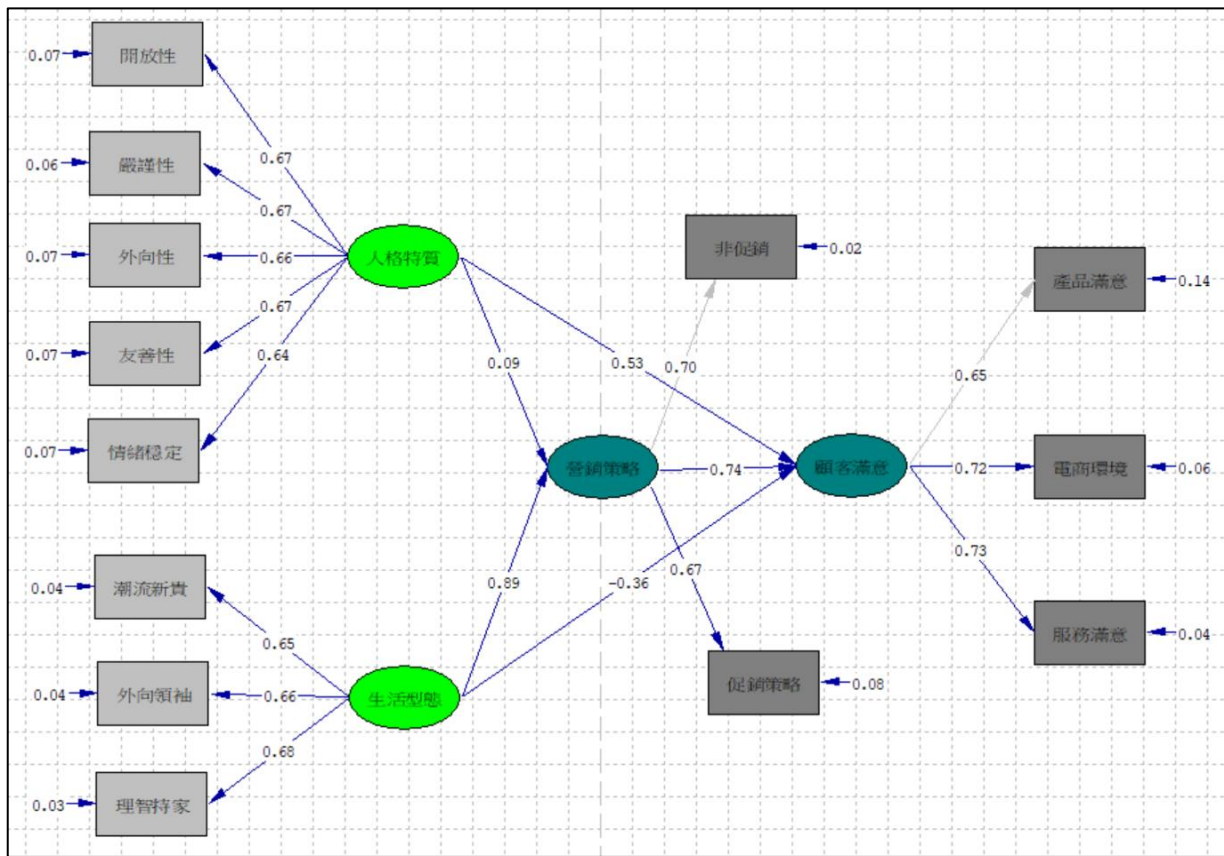 0.07
開放性
0.06
嚴謹性
0.07
外向性
0.07
友善性
0.07
情緒穩定
0.67
0.67
0.66
0.67
0.64
人格特質
0.04
潮流新貴
0.04
外向領袖
0.03
理智持家
0.65
0.66
0.68
生活型態
0.09
0.53
0.89
-0.36
營銷策略
0.74
顧客滿意
0.70
非促銷
0.02
0.67
促銷策略
0.08
0.65
產品滿意
0.14
0.72
電商環境
0.06
0.73
服務滿意
0.04